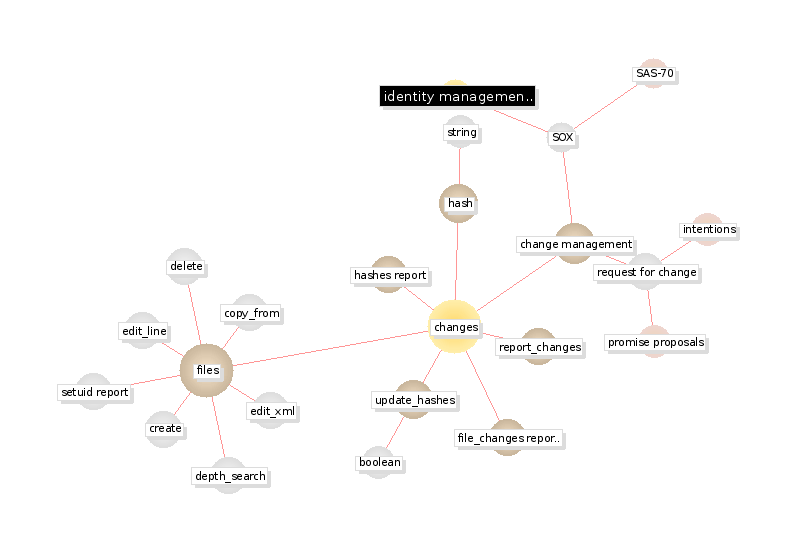 SAS-70
identity managemen..
string
SOX
hash
intentions
change management
delete
hashes report
request for change
copy_from
edit_line
changes
promise proposals
report_changes
files
setuid report
update_hashes
edit_xml
create
file_changes repor..
boolean
depth_search